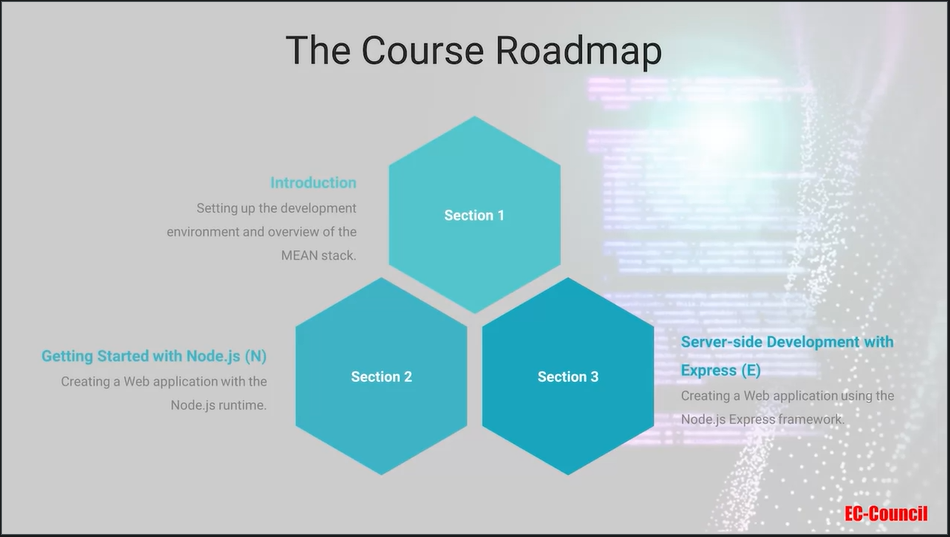 The Course Roadmap
Introduction
Setting up the development
environment and overview of the
MEAN stack.
Section 1
Getting Started with Node.js (N)
Creating a Web application with the
Node.js runtime.
Section 2
Section 3
Server-side Development with
Express (E)
Creating a Web application using the
Node.js Express framework.
EC-Council